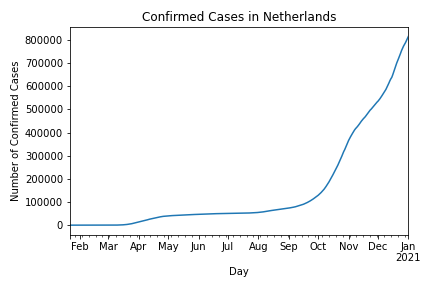 Confirmed Cases in Netherlands
800000
700000
600000
500000
400000
300000
200000
100000
0
Number of Confirmed Cases
Feb Mar Apr May Jun Jul Aug Sep Oct Nov Dec Jan
2021
Day